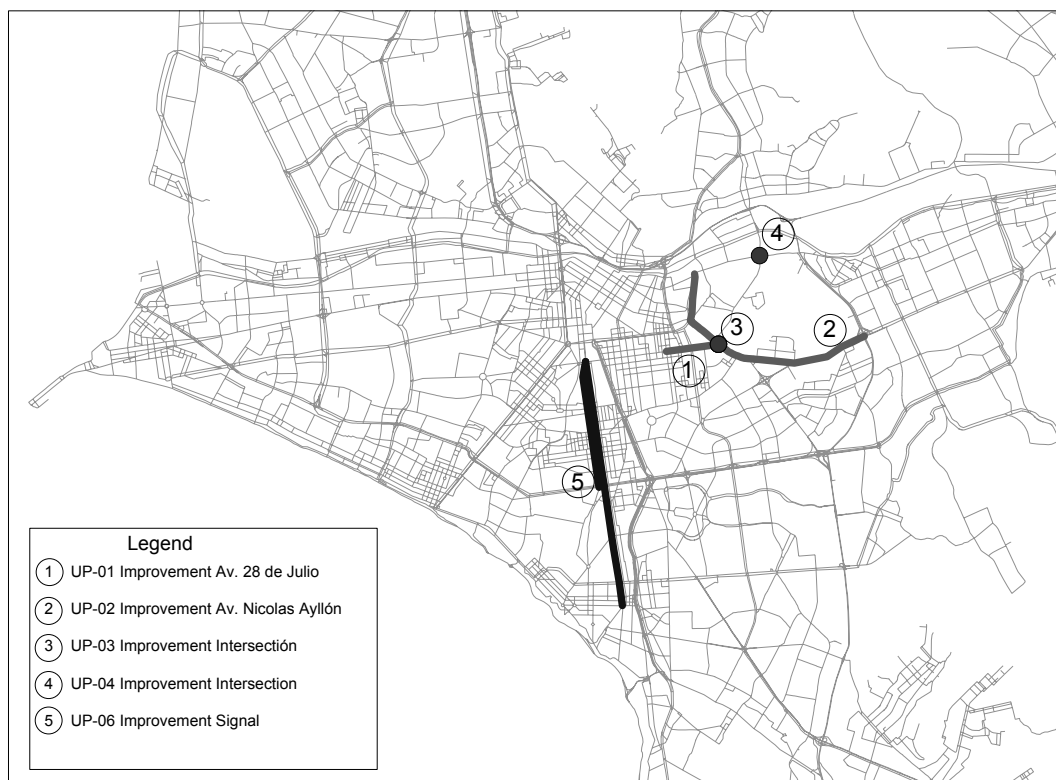 4
3
2
1
5
Legend
1 UP-01 Improvement Av. 28 de Julio
2 UP-02 Improvement Av. Nicolas Ayllón
3 UP-03 Improvement Intersectión
4 UP-04 Improvement Intersection
5 UP-06 Improvement Signal